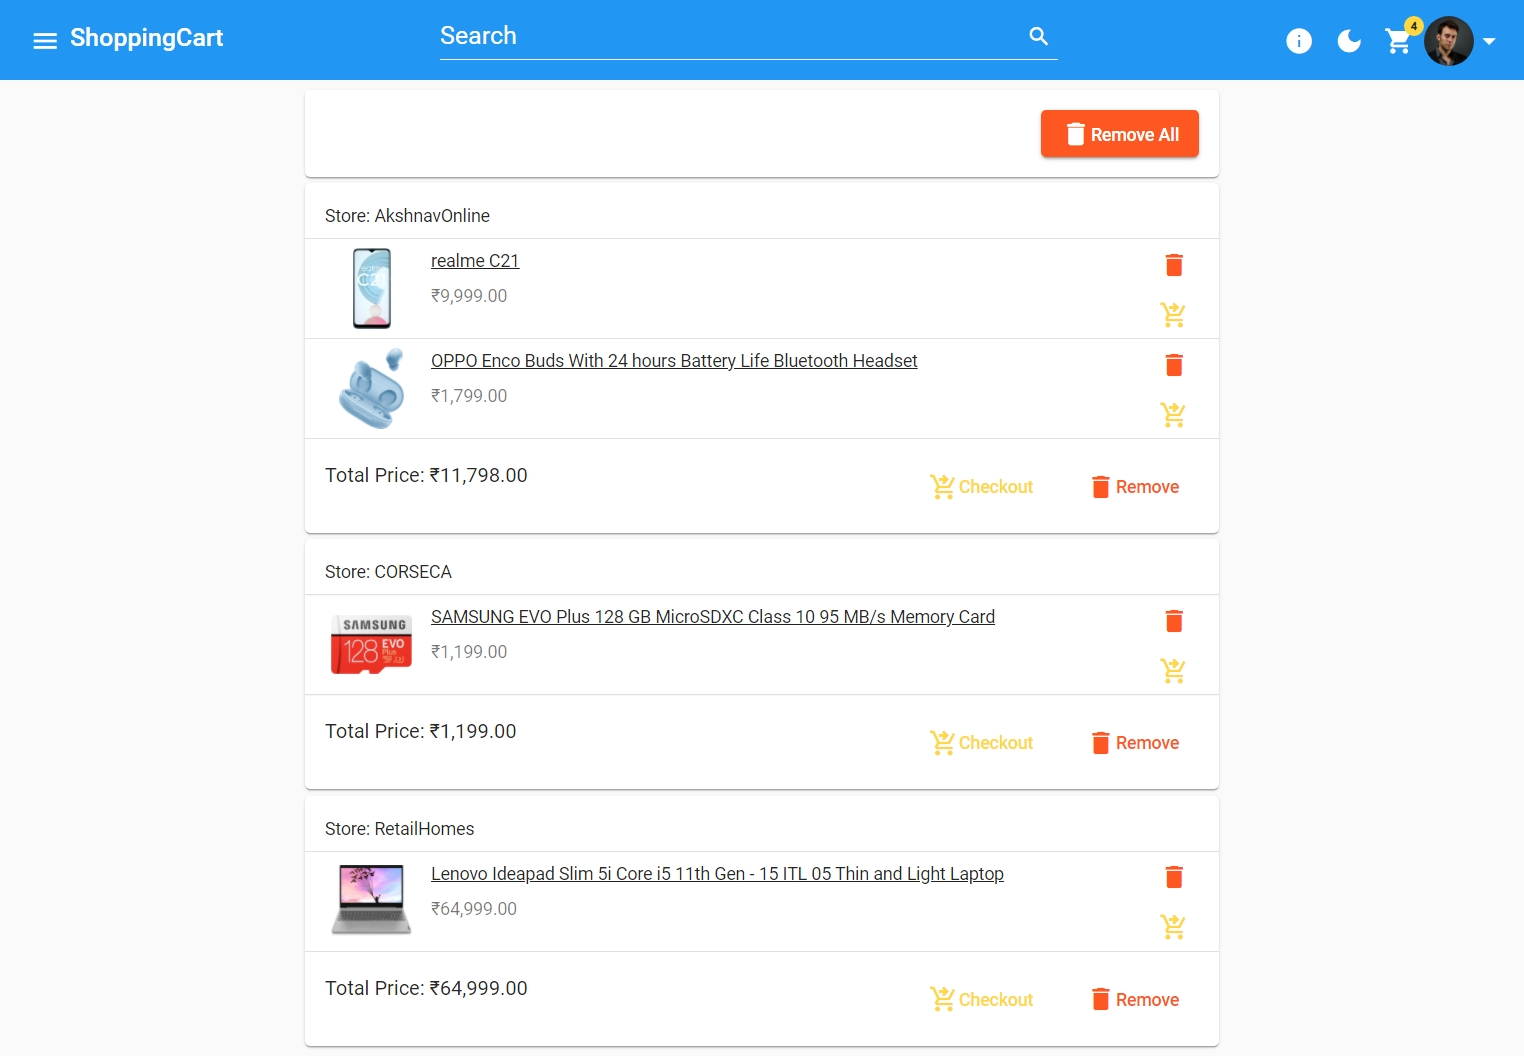 ShoppingCart
Search
4
Remove All
Store: AkshnavOnline
realme C21
₹9,999.00
OPPO Enco Buds With 24 hours Battery Life Bluetooth Headset
₹1,799.00
Total Price: ₹11,798.00
Checkout
Remove
Store: CORSECA
SAMSUNG
128 EVO
Plus
SAMSUNG EVO Plus 128 GB MicroSDXC Class 10 95 MB/s Memory Card
₹1,199.00
Total Price: ₹1,199.00
Checkout
Remove
Store: RetailHomes
Lenovo Ideapad Slim 5i Core i5 11th Gen - 15 ITL 05 Thin and Light Laptop
₹64,999.00
Total Price: ₹64,999.00
Checkout
Remove